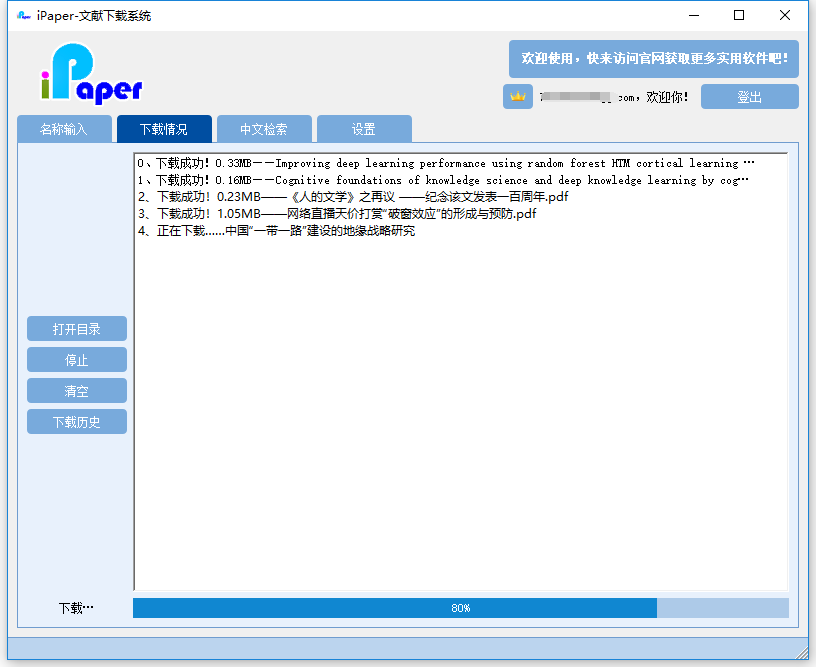 iPaper-文献下载系统
iPaper
欢迎使用，快来访问官网获取更多实用软件吧！
com，欢迎你！
登出
名称输入
下载情况
中文检索
设置
0、下载成功！0.33MB——Improving deep learning performance using random forest HTM cortical learning …
1、下载成功！0.16MB——Cognitive foundations of knowledge science and deep knowledge learning by cog…
2、下载成功！0.23MB——《人的文学》之再议 ——纪念该文发表一百周年.pdf
3、下载成功！1.05MB——网络直播天价打赏“破窗效应”的形成与预防.pdf
4、正在下载......中国“一带一路”建设的地缘战略研究
打开目录
停止
清空
下载历史
下载…
80%